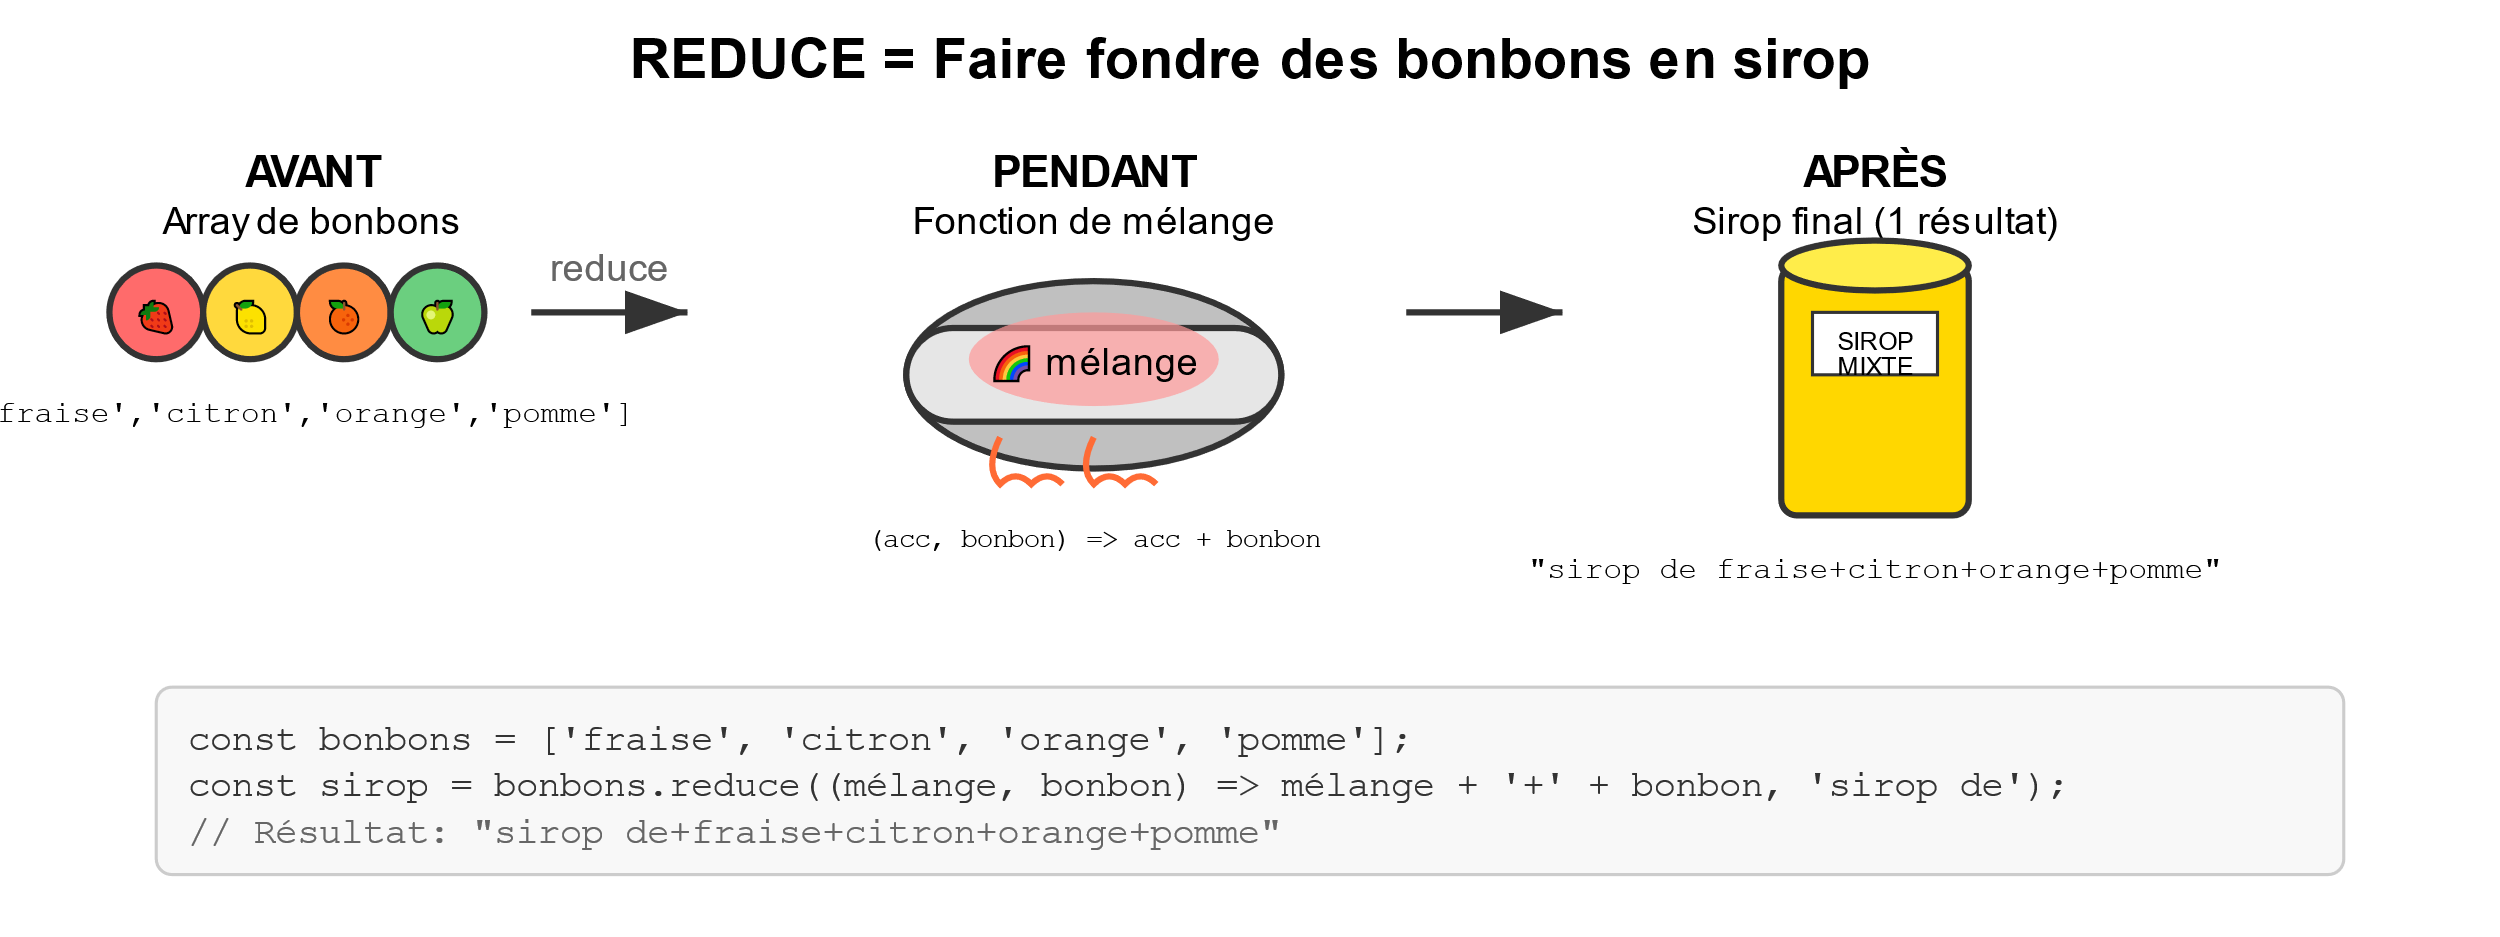 REDUCE = Faire fondre des bonbons en sirop
AVANT
Array de bonbons
reduce
fraise','citron','orange','pomme']
PENDANT
Fonction de mélange
🌈 mélange
(acc, bonbon) => acc + bonbon
APRÈS
Sirop final (1 résultat)
SIROP
MIXTE
"sirop de fraise+citron+orange+pomme"
const bonbons = ['fraise', 'citron', 'orange', 'pomme'];
const sirop = bonbons.reduce((mélange, bonbon) => mélange + '+' + bonbon, 'sirop de');
// Résultat: "sirop de+fraise+citron+orange+pomme"